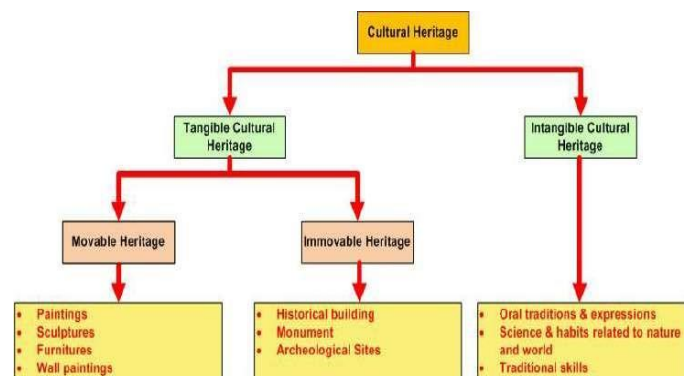 Cultural Heritage
Tangible Cultural
Heritage
Intangible Cultural
Heritage
Movable Heritage
Immovable Heritage
• Paintings
• Sculptures
• Furnitures
• Wall paintings
• Historical building
• Monument
• Archeological Sites
• Oral traditions & expressions
• Science & habits related to nature
and world
• Traditional skills